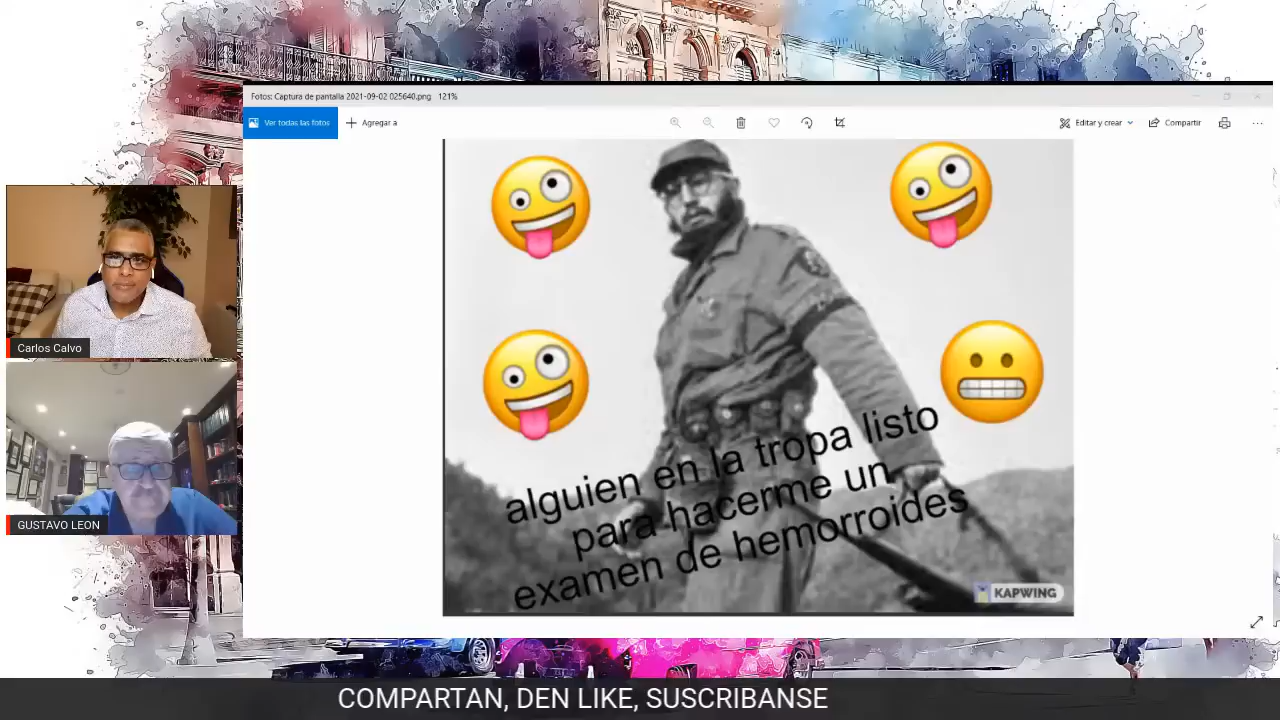 Fotos: Captura de pantalla 2021-09-02 025640.png 121%
Ver todas las fotos
Agregar a
Editar y crear
Compartir
Carlos Calvo
GUSTAVO LEON
alguien en la tropa listo
para hacerme un
examen de hemorroides
KAPWING
COMPARTAN, DEN LIKE, SUSCRIBANSE